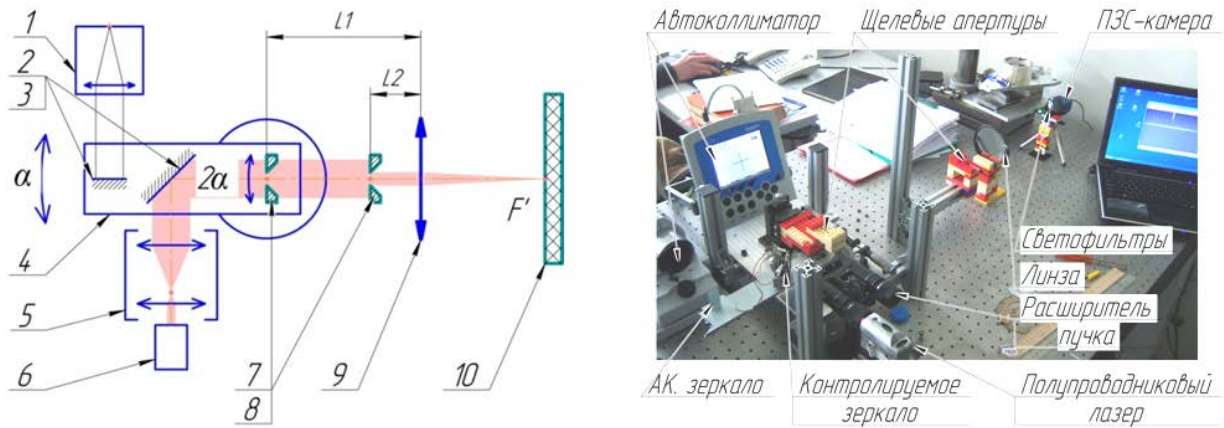 1
2
3
α
4
5
6
L1
L2
2α
F'
7
8
9
10
Автоколлиматор
Щелевые апертуры
ПЗС-камера
Светофильтры
Линза
Расширитель
пучка
АК. зеркало
Контролируемое
зеркало
Полупроводниковый
лазер